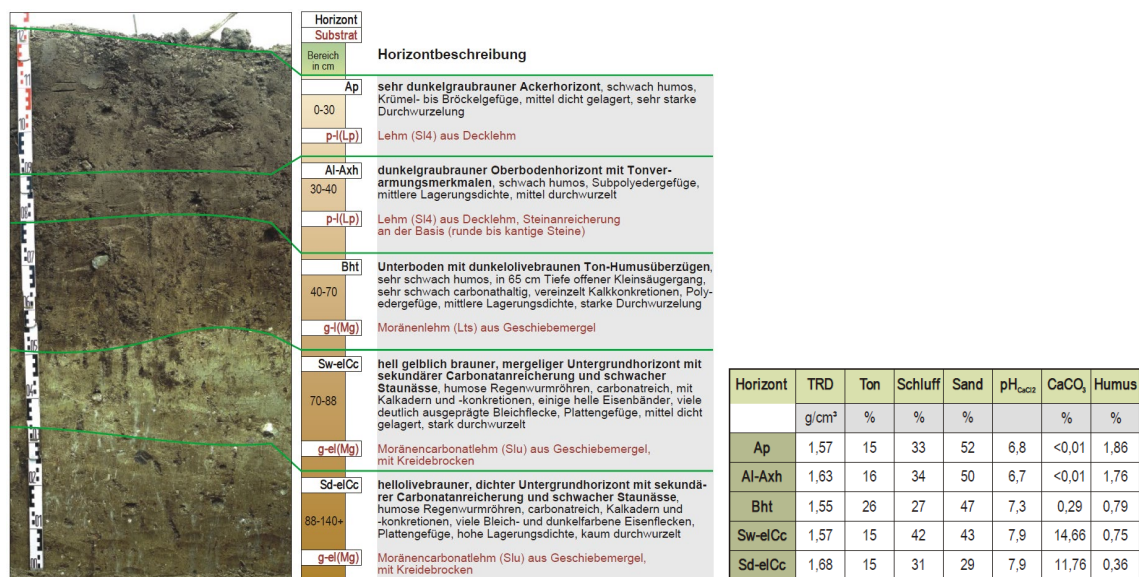 Horizont
Substrat
Bereich
in cm
Horizontbeschreibung
Ap
0-30
p-l(Lp)
sehr dunkelgraubrauner Ackerhorizont, schwach humos,
Krümel- bis Bröckelgefüge, mittel dicht gelagert, sehr starke
Durchwurzelung
Lehm (Sl4) aus Decklehm
Al-Axh
30-40
p-l(Lp)
dunkelgraubrauner Oberbodenhorizont mit Tonver-
armungsmerkmalen, schwach humos, Subpolyedergefüge,
mittlere Lagerungsdichte, mittel durchwurzelt
Lehm (Sl4) aus Decklehm, Steinanreicherung
an der Basis (runde bis kantige Steine)
Bht
40-70
g-l(Mg)
Unterboden mit dunkelolivebraunen Ton-Humusüberzügen,
sehr schwach humos, in 65 cm Tiefe offener Kleinsäugergang,
sehr schwach carbonathaltig, vereinzelt Kalkkonkretionen, Poly-
edergefüge, mittlere Lagerungsdichte, starke Durchwurzelung
Moränenlehm (Lts) aus Geschiebemergel
Sw-elCc
70-88
g-el(Mg)
hell gelblich brauner, mergeliger Untergrundhorizont mit
sekundärer Carbonatanreicherung und schwacher
Staunässe, humose Regenwurmröhren, carbonatreich, mit
Kalkadern und -konkretionen, einige helle Eisenbänder, viele
deutlich ausgeprägte Bleichflecke, Plattengefüge, mittel dicht
gelagert, stark durchwurzelt
Moränencarbonatlehm (Slu) aus Geschiebemergel,
mit Kreidebrocken
Sd-elCc
88-140+
g-el(Mg)
hellolivebrauner, dichter Untergrundhorizont mit sekundä-
rer Carbonatanreicherung und schwacher Staunässe,
humose Regenwurmröhren, carbonatreich, Kalkadern und
-konkretionen, viele Bleich- und dunkelfarbene Eisenflecken,
Plattengefüge, hohe Lagerungsdichte, kaum durchwurzelt
Moränencarbonatlehm (Slu) aus Geschiebemergel,
mit Kreidebrocken
Horizont TRD Ton Schluff Sand pH CaCl2 CaCO3 Humus
g/cm³ % % % % %
Ap 1,57 15 33 52 6,8 <0,01 1,86
Al-Axh 1,63 16 34 50 6,7 <0,01 1,76
Bht 1,55 26 27 47 7,3 0,29 0,79
Sw-elCc 1,57 15 42 43 7,9 14,66 0,75
Sd-elCc 1,68 15 31 29 7,9 11,76 0,36